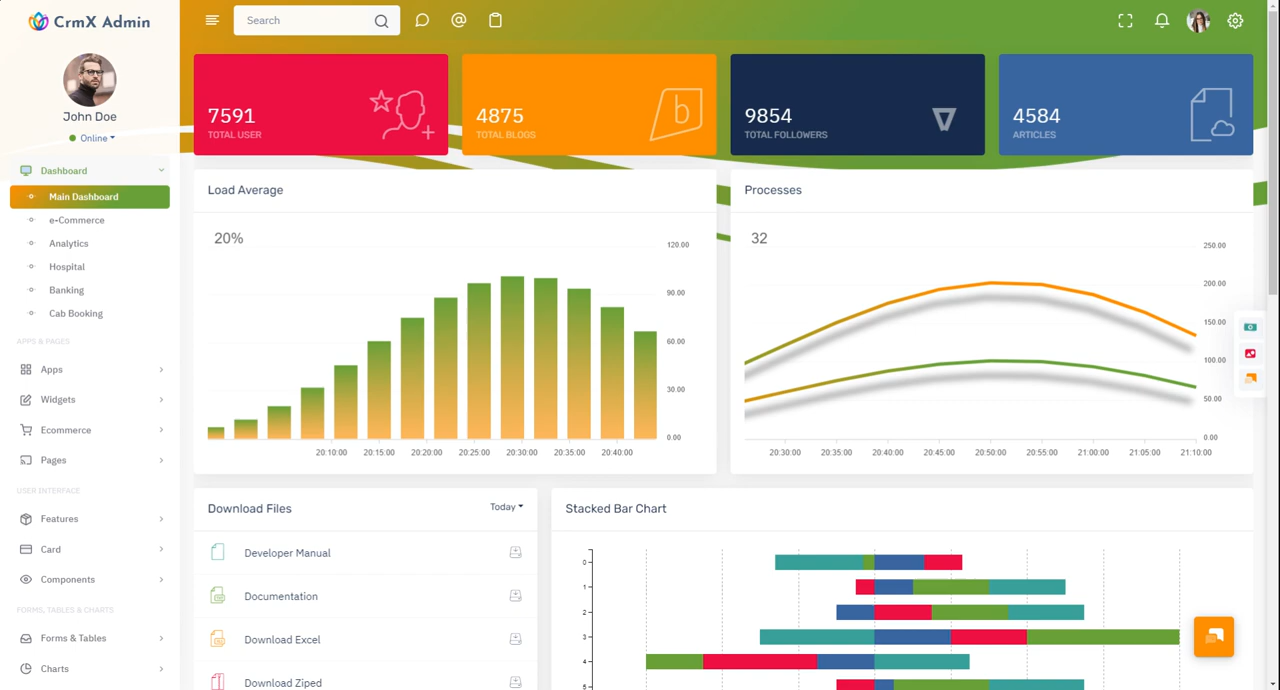 CrmX Admin
Search
John Doe
Online
Dashboard
Main Dashboard
e-Commerce
Analytics
Hospital
Banking
Cab Booking
APPS & PAGES
Apps
Widgets
Ecommerce
Pages
USER INTERFACE
Features
Card
Components
FORMS, TABLES & CHARTS
Forms & Tables
Charts
7591
TOTAL USER
4875
TOTAL BLOGS
b
9854
TOTAL FOLLOWERS
4584
ARTICLES
Load Average
20%
120.00
90.00
60.00
30.00
0.00
20:10:00 20:15:00 20:20:00 20:25:00 20:30:00 20:35:00 20:40:00
Processes
32
250.00
200.00
150.00
100.00
50.00
0.00
20:30:00 20:35:00 20:40:00 20:45:00 20:50:00 20:55:00 21:00:00 21:05:00 21:10:00
Download Files
Today
Developer Manual
Documentation
Download Excel
Download Ziped
Stacked Bar Chart
0
1
2
3
4
5